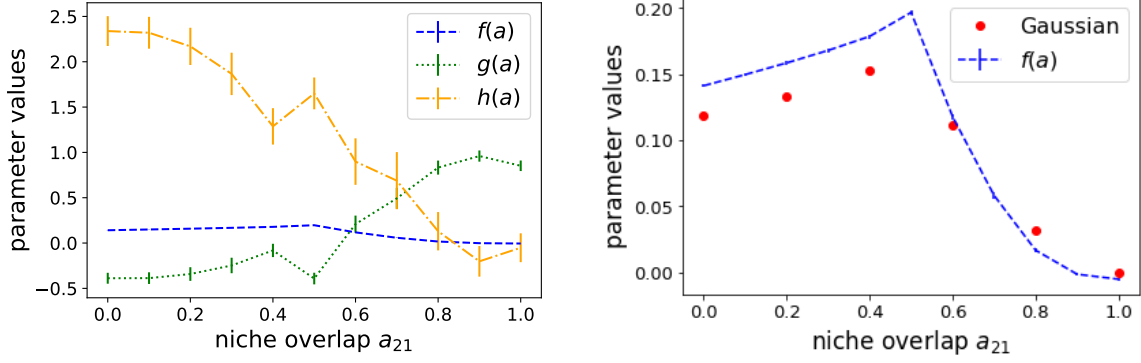 parameter values
2.5
2.0
1.5
1.0
0.5
0.0
−0.5
f(a)
g(a)
h(a)
0.0 0.2 0.4 0.6 0.8 1.0
niche overlap a₂₁
parameter values
0.20
0.15
0.10
0.05
0.00
Gaussian
f(a)
0.0 0.2 0.4 0.6 0.8 1.0
niche overlap a₂₁